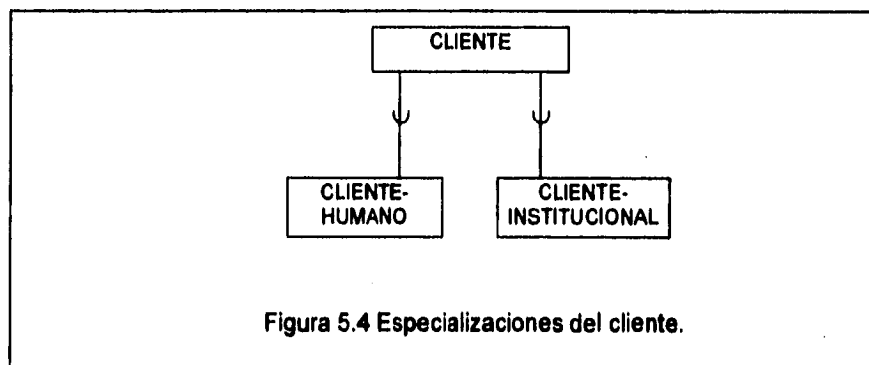 CLIENTE
CLIENTE-
HUMANO
CLIENTE-
INSTITUCIONAL
Figura 5.4 Especializaciones del cliente.